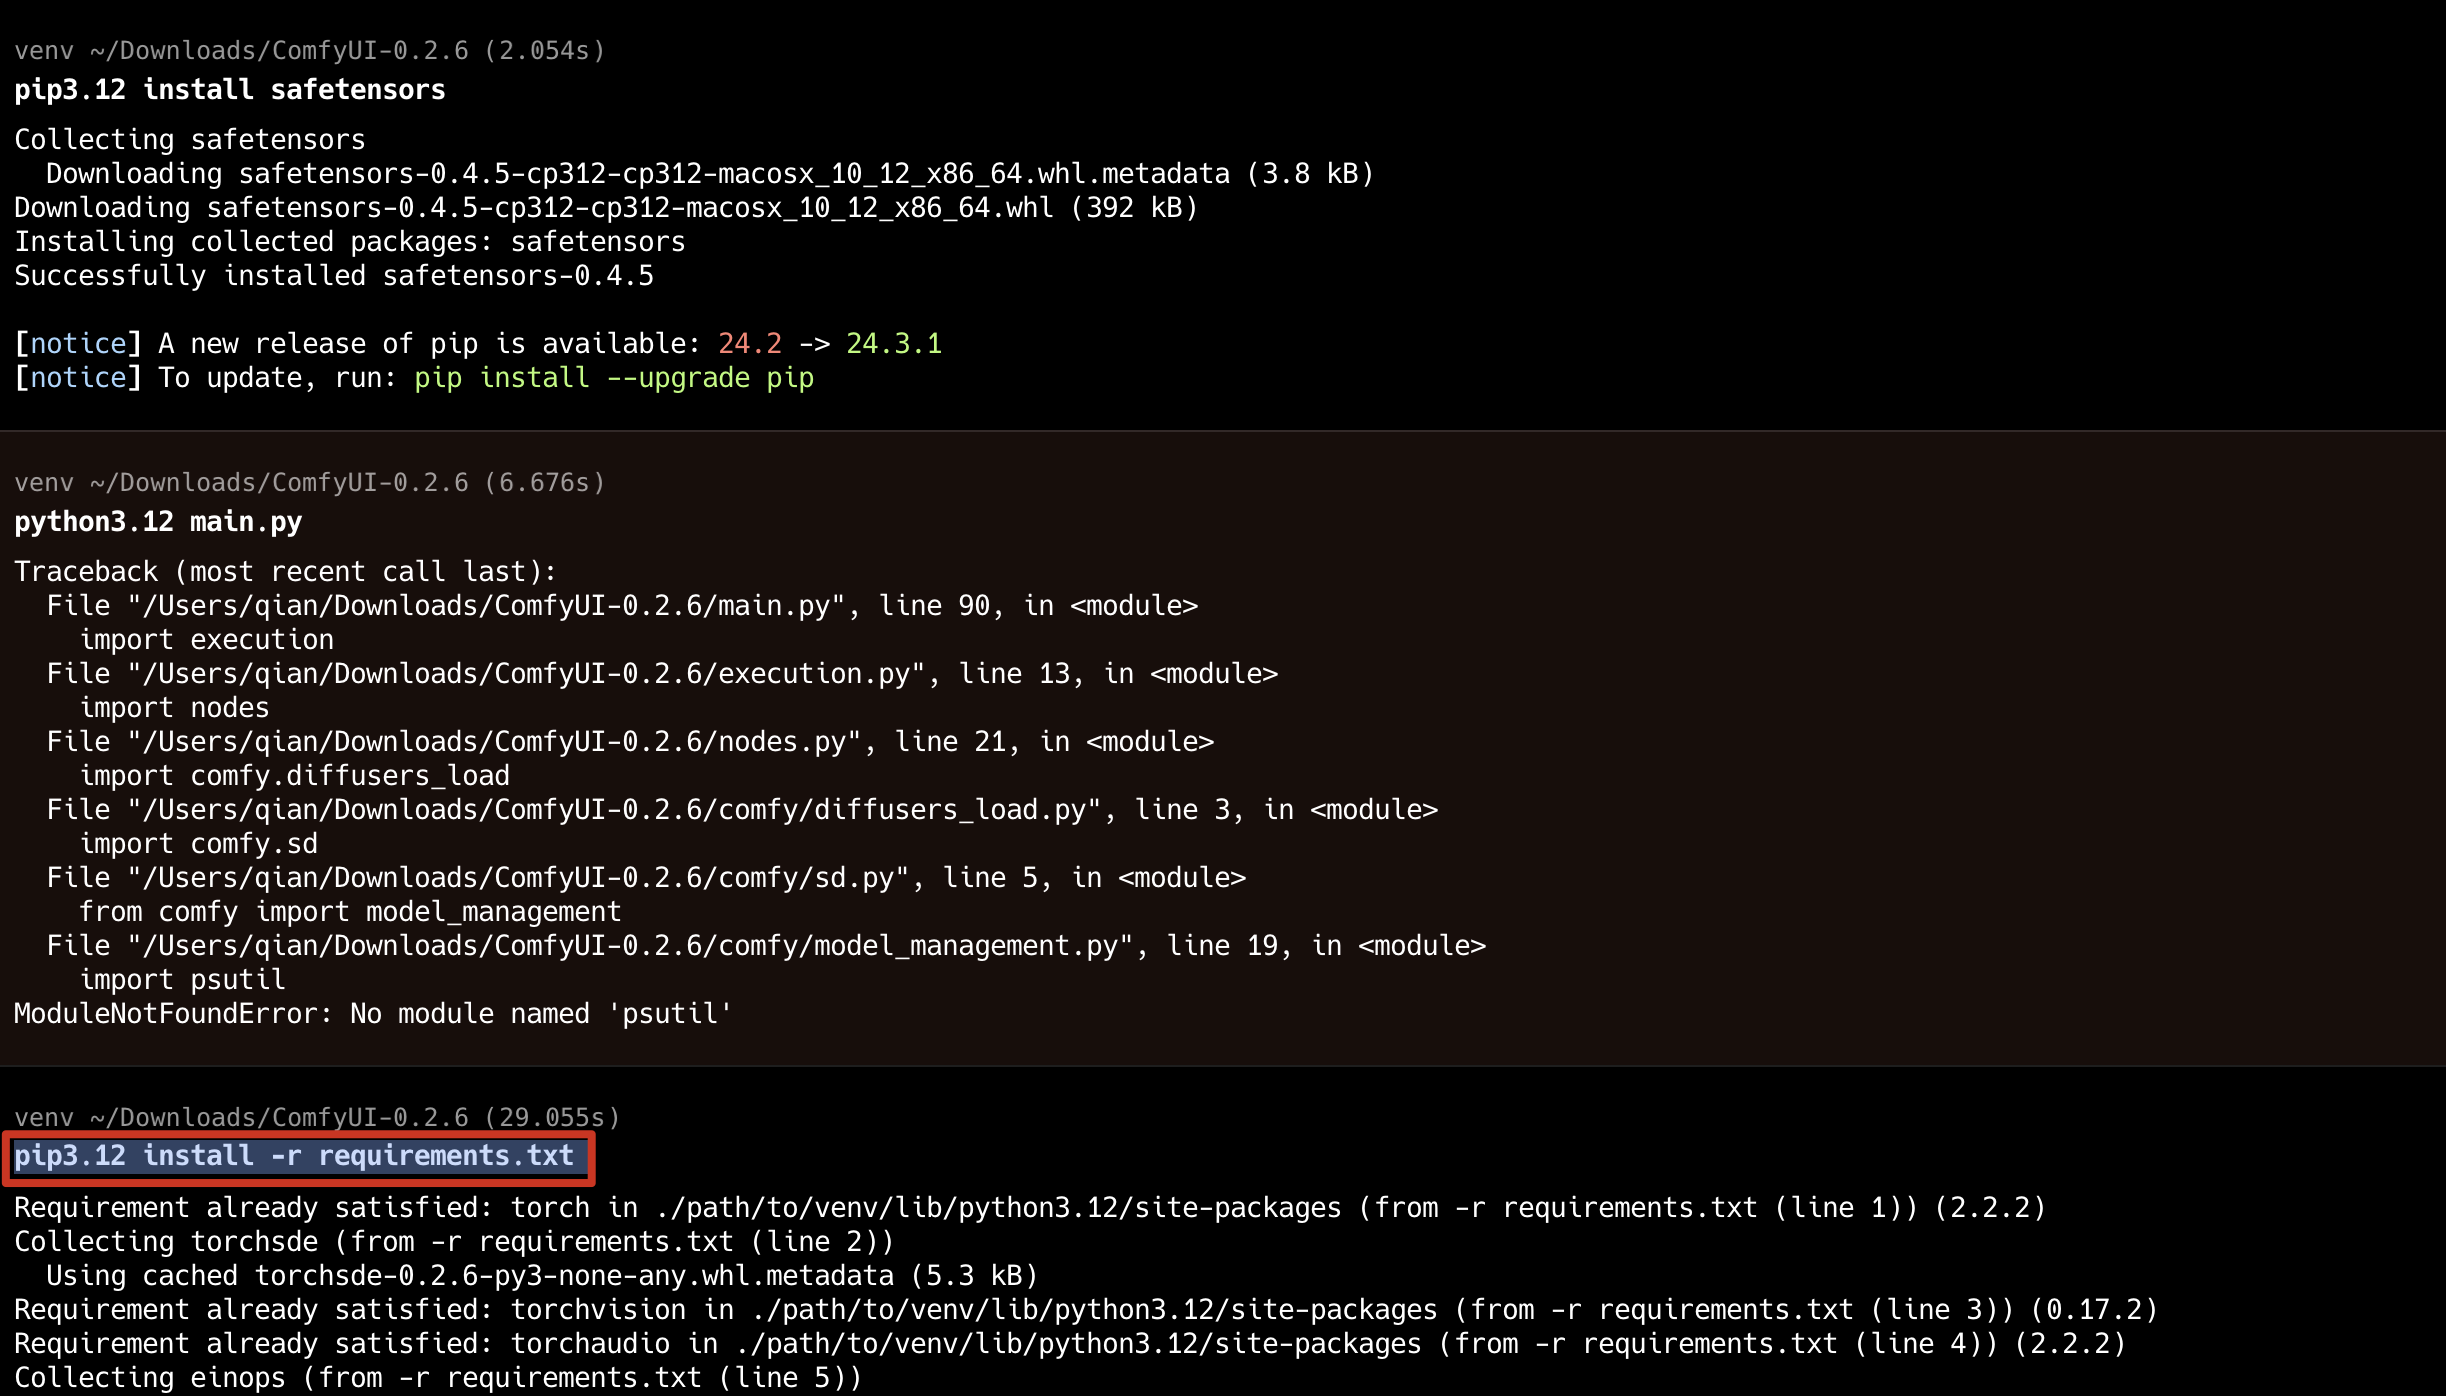 venv ~/Downloads/ComfyUI-0.2.6 (2.054s)
pip3.12 install safetensors
Collecting safetensors
  Downloading safetensors-0.4.5-cp312-cp312-macosx_10_12_x86_64.whl.metadata (3.8 kB)
Downloading safetensors-0.4.5-cp312-cp312-macosx_10_12_x86_64.whl (392 kB)
Installing collected packages: safetensors
Successfully installed safetensors-0.4.5
[notice] A new release of pip is available: 24.2 -> 24.3.1
[notice] To update, run: pip install --upgrade pip
venv ~/Downloads/ComfyUI-0.2.6 (6.676s)
python3.12 main.py
Traceback (most recent call last):
  File "/Users/qian/Downloads/ComfyUI-0.2.6/main.py", line 90, in <module>
    import execution
  File "/Users/qian/Downloads/ComfyUI-0.2.6/execution.py", line 13, in <module>
    import nodes
  File "/Users/qian/Downloads/ComfyUI-0.2.6/nodes.py", line 21, in <module>
    import comfy.diffusers_load
  File "/Users/qian/Downloads/ComfyUI-0.2.6/comfy/diffusers_load.py", line 3, in <module>
    import comfy.sd
  File "/Users/qian/Downloads/ComfyUI-0.2.6/comfy/sd.py", line 5, in <module>
    from comfy import model_management
  File "/Users/qian/Downloads/ComfyUI-0.2.6/comfy/model_management.py", line 19, in <module>
    import psutil
ModuleNotFoundError: No module named 'psutil'
venv ~/Downloads/ComfyUI-0.2.6 (29.055s)
pip3.12 install -r requirements.txt
Requirement already satisfied: torch in ./path/to/venv/lib/python3.12/site-packages (from -r requirements.txt (line 1)) (2.2.2)
Collecting torchsde (from -r requirements.txt (line 2))
  Using cached torchsde-0.2.6-py3-none-any.whl.metadata (5.3 kB)
Requirement already satisfied: torchvision in ./path/to/venv/lib/python3.12/site-packages (from -r requirements.txt (line 3)) (0.17.2)
Requirement already satisfied: torchaudio in ./path/to/venv/lib/python3.12/site-packages (from -r requirements.txt (line 4)) (2.2.2)
Collecting einops (from -r requirements.txt (line 5))